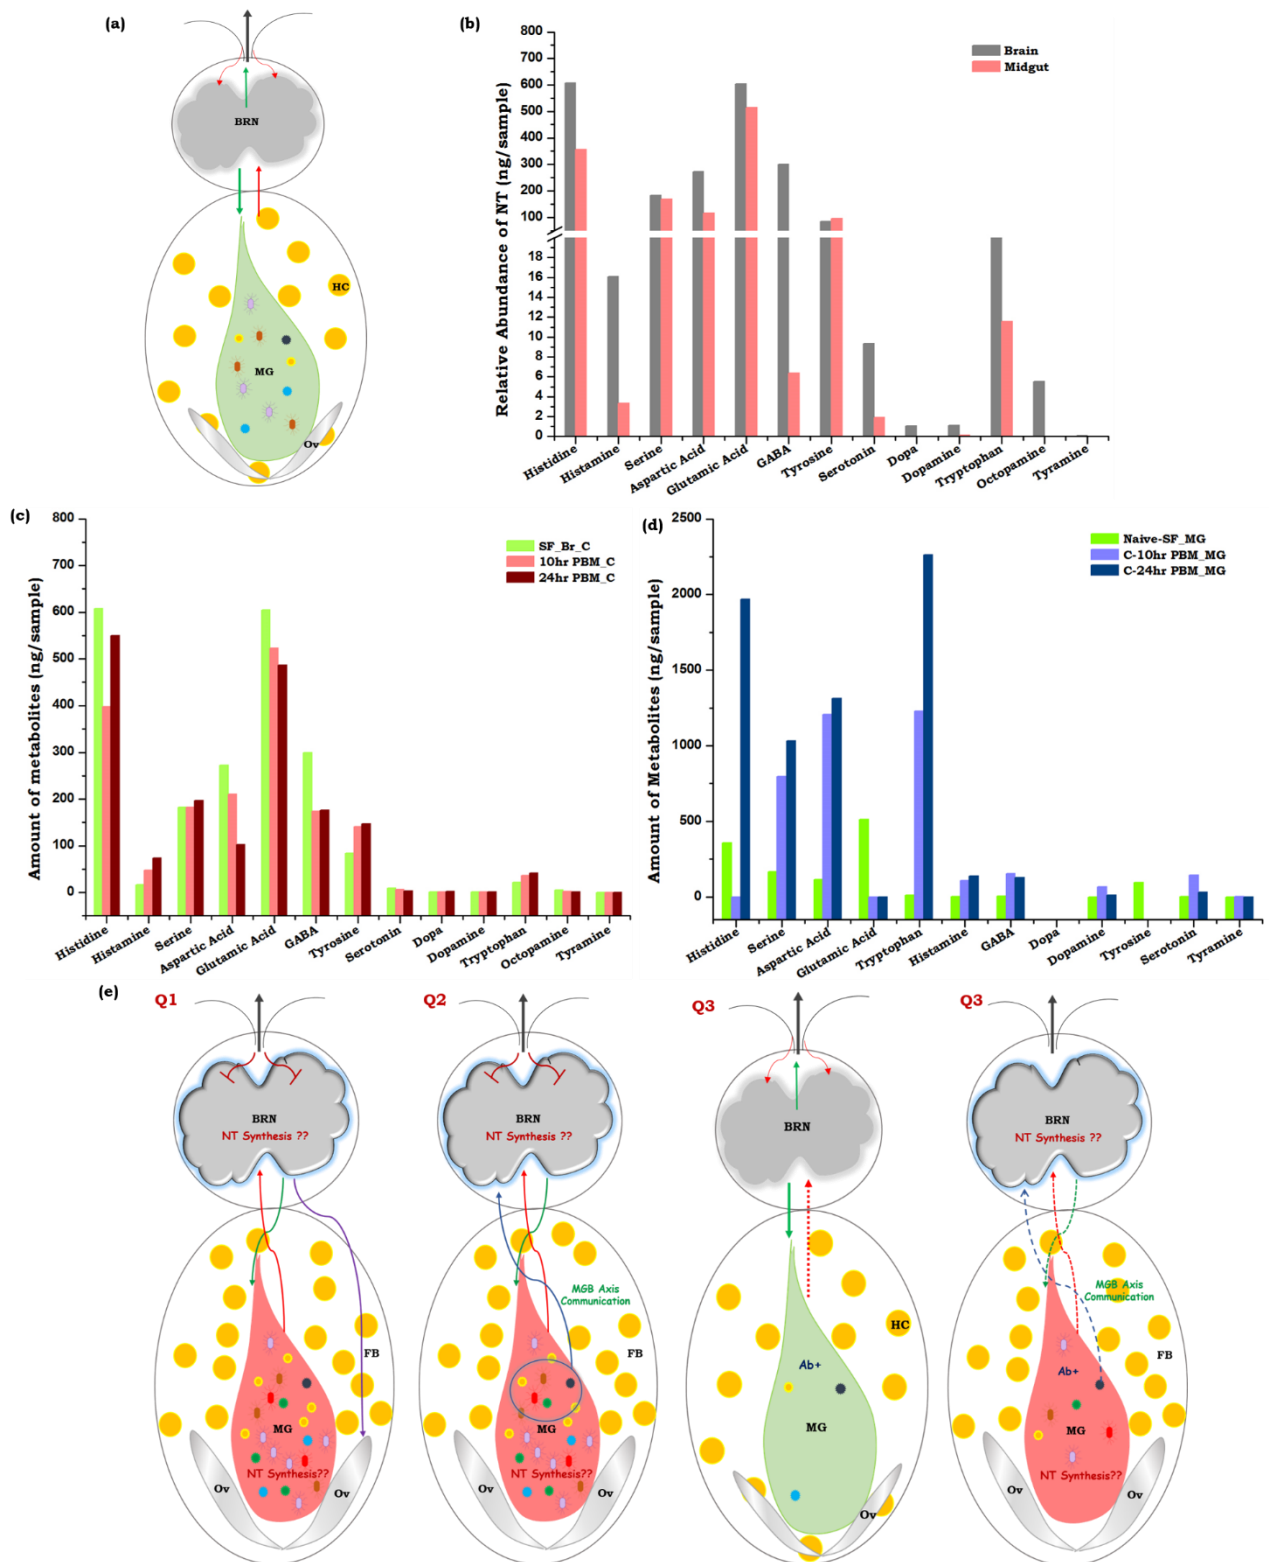 (a)
BRN
HC
MG
Ov
(b)
Relative Abundance of NT (ng/sample)
800
700
600
500
400
300
200
100
18
16
14
12
10
8
6
4
2
0
Brain
Midgut
Histidine
Histamine
Serine
Aspartic Acid
Glutamic Acid
GABA
Tyrosine
Serotonin
Dopa
Dopamine
Tryptophan
Octopamine
Tyramine
(c)
Amount of metabolites (ng/sample)
800
700
600
500
400
300
200
100
0
SF_Br_C
10hr PBM_C
24hr PBM_C
Histidine
Histamine
Serine
Aspartic Acid
Glutamic Acid
GABA
Tyrosine
Serotonin
Dopa
Dopamine
Tryptophan
Octopamine
Tyramine
(d)
Amount of Metabolites (ng/sample)
2500
2000
1500
1000
500
0
Naive-SF_MG
C-10hr PBM_MG
C-24hr PBM_MG
Histidine
Serine
Aspartic Acid
Glutamic Acid
Tryptophan
Histamine
GABA
Dopa
Dopamine
Tyrosine
Serotonin
Tyramine
(e)
Q1
BRN
NT Synthesis ??
FB
MG
NT Synthesis??
Ov
Ov
Q2
BRN
NT Synthesis ??
MGB Axis
Communication
FB
MG
NT Synthesis??
Ov
Ov
Q3
BRN
HC
Ab+
MG
Ov
Q3
BRN
NT Synthesis ??
MGB Axis
Communication
FB
Ab+
MG
NT Synthesis??
Ov
Ov